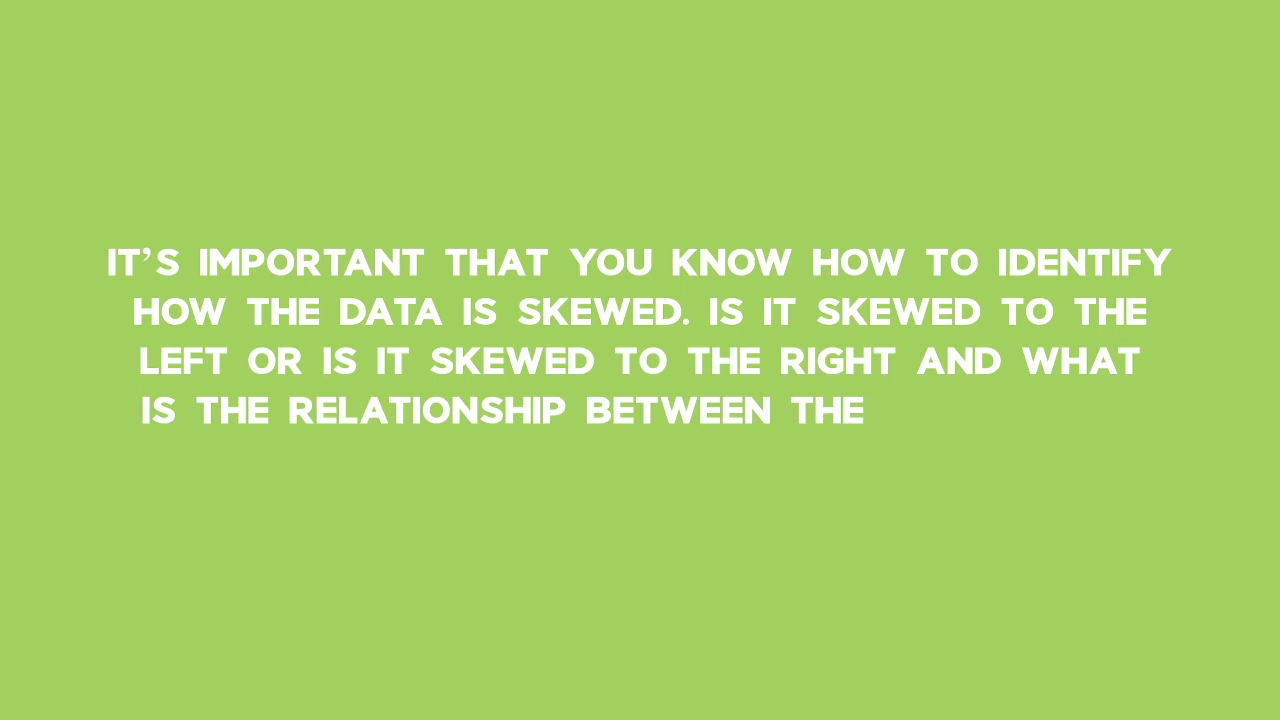 IT’S IMPORTANT THAT YOU KNOW HOW TO IDENTIFY
HOW THE DATA IS SKEWED. IS IT SKEWED TO THE
LEFT OR IS IT SKEWED TO THE RIGHT AND WHAT
IS THE RELATIONSHIP BETWEEN THE